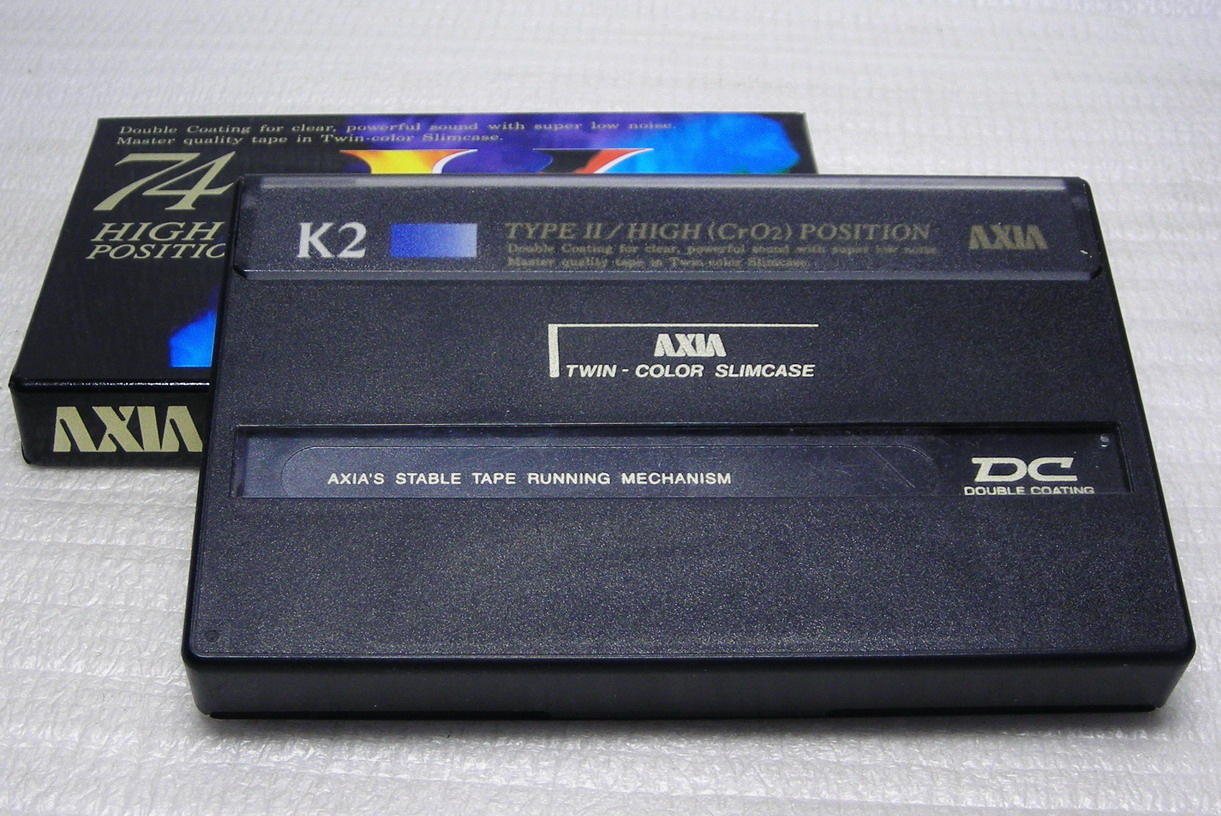 Double Coating for clear, powerful sound with super low noise.
Master quality tape in Twin-color Slimcase.
74
HIGH
POSITIO
AXIA
K2
TYPE II/HIGH (CrO2) POSITION
Double Coating for clear, powerful sound with super low noise
Master quality tape in Twin-color Slimcase.
AXIA
AXIA
TWIN - COLOR SLIMCASE
AXIA'S STABLE TAPE RUNNING MECHANISM
DC
DOUBLE COATING